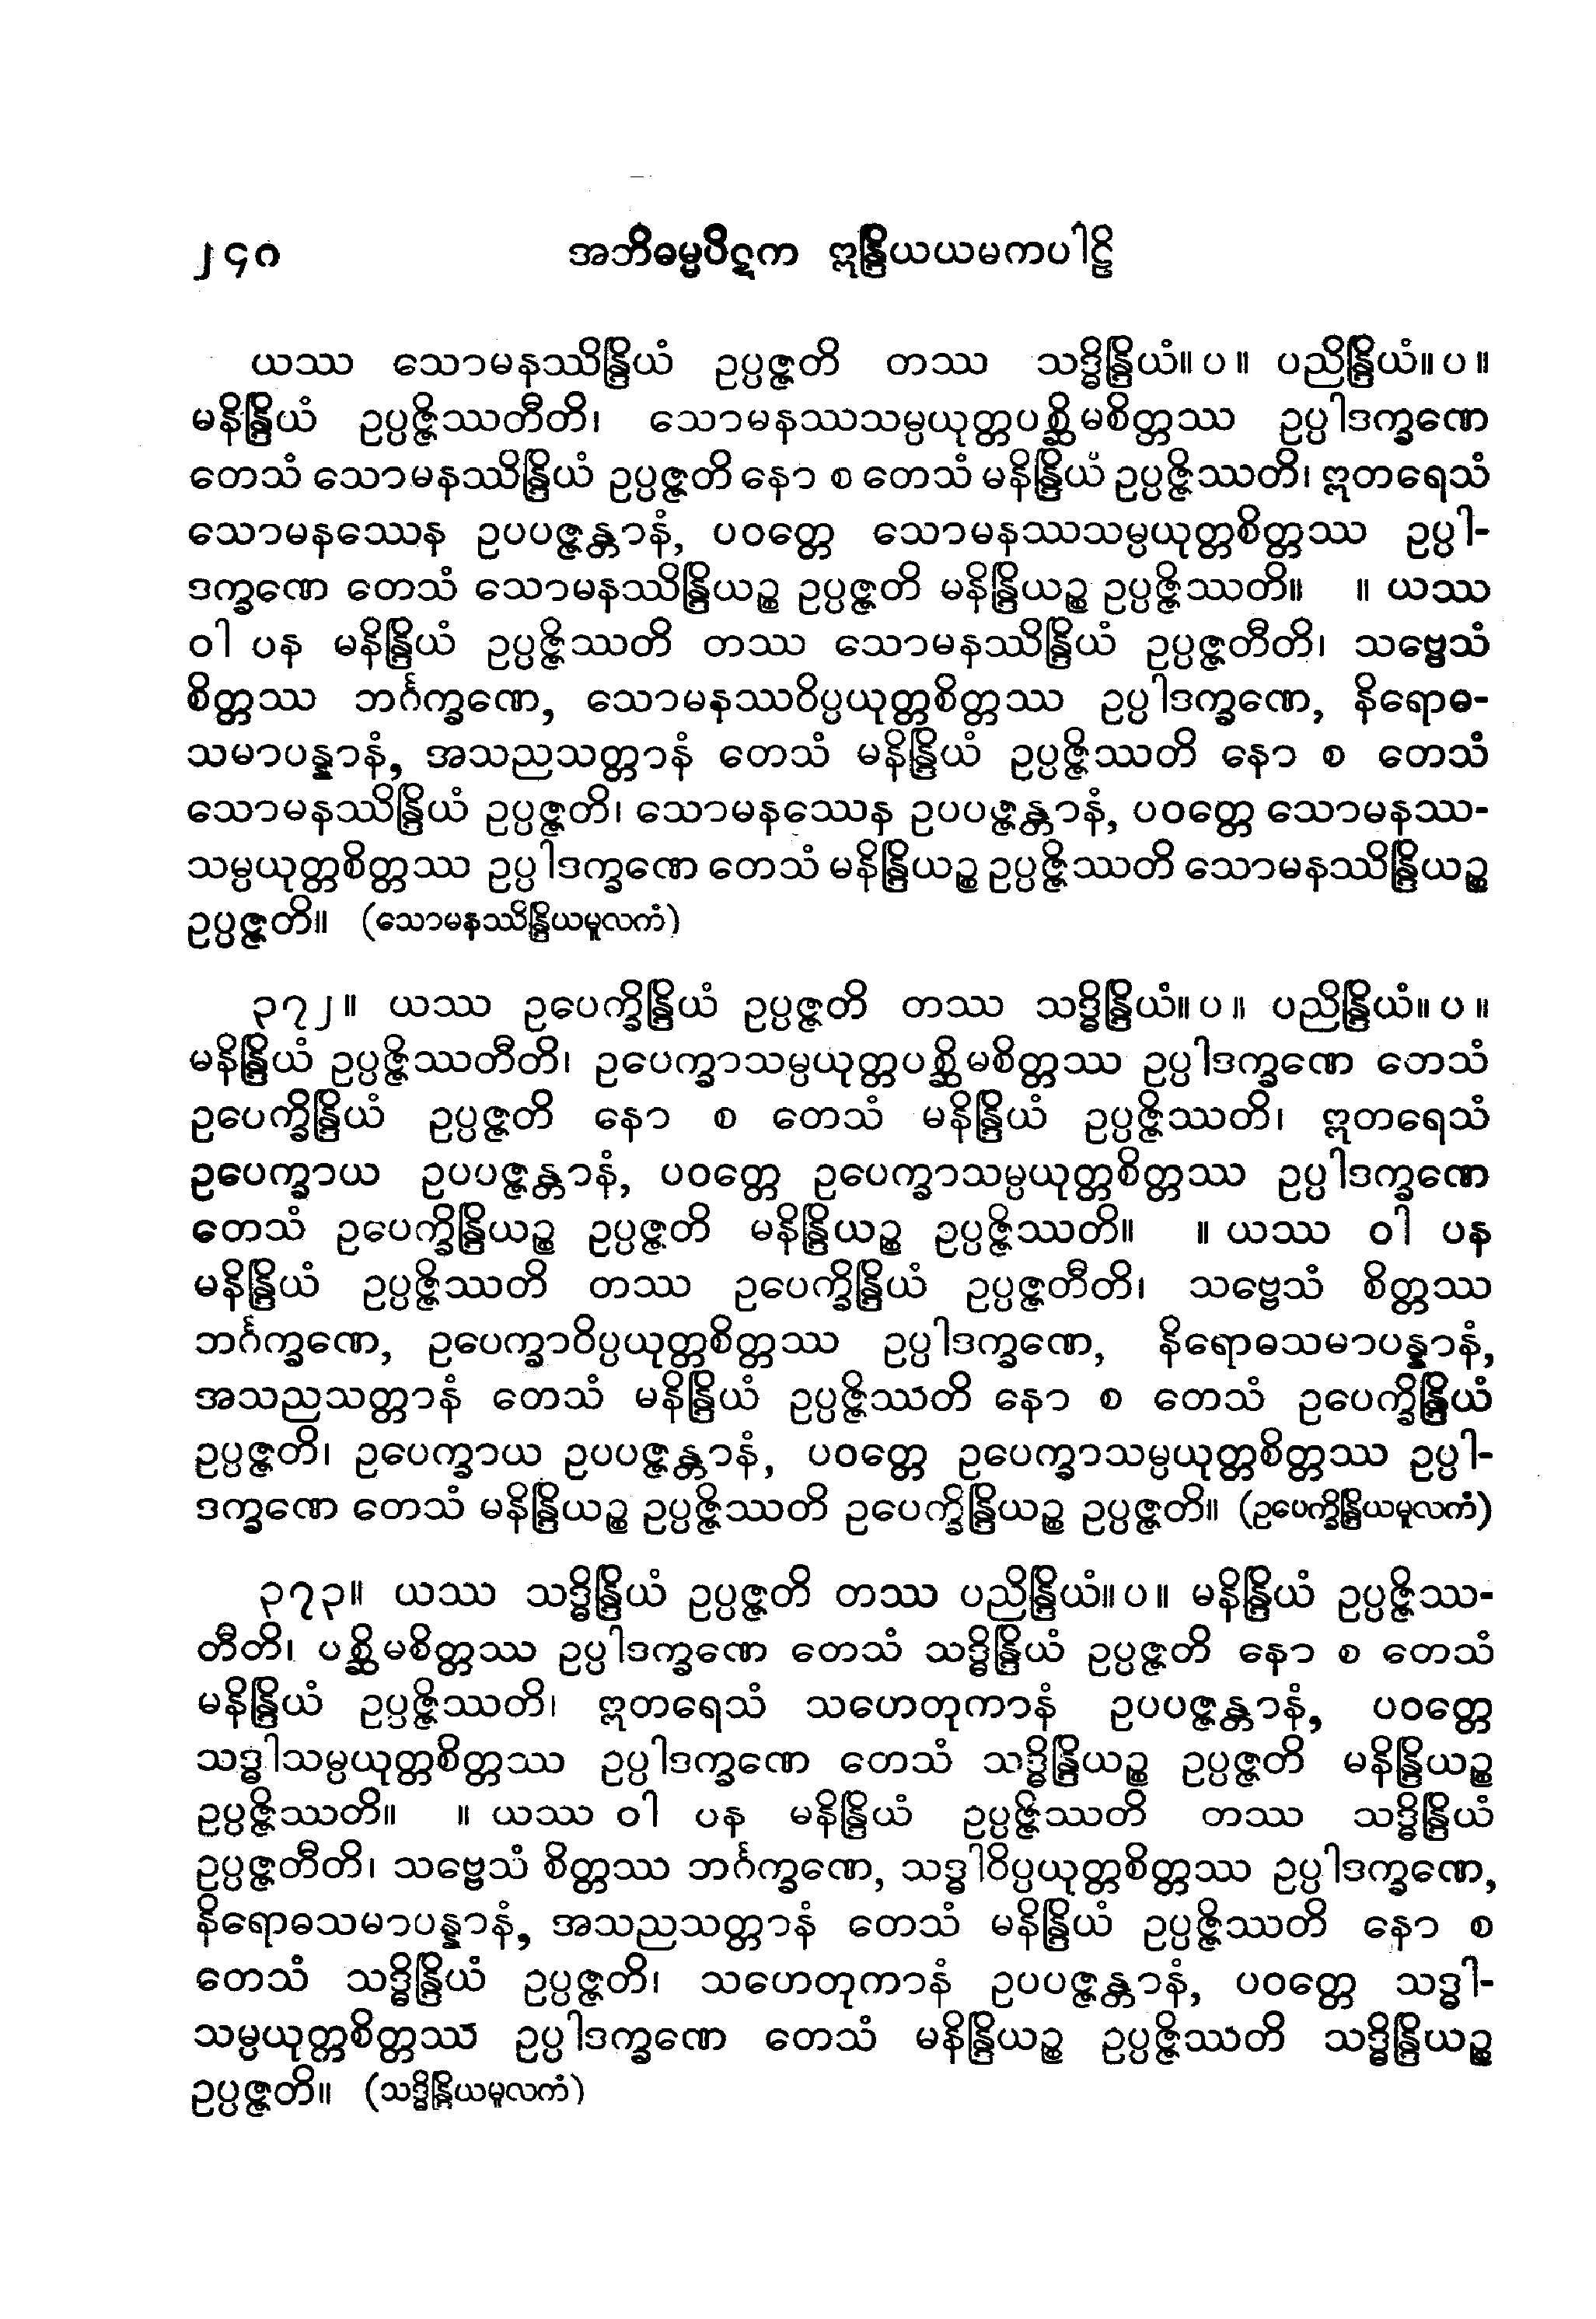 ၂၄၀ အဘိဓမ္မပိဋက ဣန္ဒြိယယမကပါဠိ
ယဿ သောမနဿိန္ဒြိယံ ဥပ္ပဇ္ဇတိ တဿ သဒ္ဓိန္ဒြိယံ။ပ။ ပညိန္ဒြိယံ။ပ။
မနိန္ဒြိယံ ဥပ္ပဇ္ဇိဿတီတိ၊ သောမနဿသမ္ပယုတ္တပစ္ဆိမစိတ္တဿ ဥပ္ပါဒက္ခဏေ
တေသံ သောမနဿိန္ဒြိယံ ဥပ္ပဇ္ဇတိ နော စ တေသံ မနိန္ဒြိယံ ဥပ္ပဇ္ဇိဿတိ၊ ဣတရေသံ
သောမနဿေန ဥပပဇ္ဇန္တာနံ, ပဝတ္တေ သောမနဿသမ္ပယုတ္တစိတ္တဿ ဥပ္ပါ-
ဒက္ခဏေ တေသံ သောမနဿိန္ဒြိယဉ္စ ဥပ္ပဇ္ဇတိ မနိန္ဒြိယဉ္စ ဥပ္ပဇ္ဇိဿတိ။ ။ ယဿ
ဝါ ပန မနိန္ဒြိယံ ဥပ္ပဇ္ဇိဿတိ တဿ သောမနဿိန္ဒြိယံ ဥပ္ပဇ္ဇတီတိ၊ သဗ္ဗေသံ
စိတ္တဿ ဘင်္ဂက္ခဏေ, သောမနဿဝိပ္ပယုတ္တစိတ္တဿ ဥပ္ပါဒက္ခဏေ, နိရောဓ-
သမာပန္နာနံ, အသညသတ္တာနံ တေသံ မနိန္ဒြိယံ ဥပ္ပဇ္ဇိဿတိ နော စ တေသံ
သောမနဿိန္ဒြိယံ ဥပ္ပဇ္ဇတိ၊ သောမနဿေန ဥပပဇ္ဇန္တာနံ, ပဝတ္တေ သောမနဿ-
သမ္ပယုတ္တစိတ္တဿ ဥပ္ပါဒက္ခဏေ တေသံ မနိန္ဒြိယဉ္စ ဥပ္ပဇ္ဇိဿတိ သောမနဿိန္ဒြိယဉ္စ
ဥပ္ပဇ္ဇတိ။ (သောမနဿိန္ဒြိယမူလကံ)
၃၇၂။ ယဿ ဥပေက္ခိန္ဒြိယံ ဥပ္ပဇ္ဇတိ တဿ သဒ္ဓိန္ဒြိယံ။ပ။ ပညိန္ဒြိယံ။ပ။
မနိန္ဒြိယံ ဥပ္ပဇ္ဇိဿတီတိ၊ ဥပေက္ခာသမ္ပယုတ္တပစ္ဆိမစိတ္တဿ ဥပ္ပါဒက္ခဏေ တေသံ
ဥပေက္ခိန္ဒြိယံ ဥပ္ပဇ္ဇတိ နော စ တေသံ မနိန္ဒြိယံ ဥပ္ပဇ္ဇိဿတိ၊ ဣတရေသံ
ဥပေက္ခာယ ဥပပဇ္ဇန္တာနံ, ပဝတ္တေ ဥပေက္ခာသမ္ပယုတ္တစိတ္တဿ ဥပ္ပါဒက္ခဏေ
တေသံ ဥပေက္ခိန္ဒြိယဉ္စ ဥပ္ပဇ္ဇတိ မနိန္ဒြိယဉ္စ ဥပ္ပဇ္ဇိဿတိ။ ။ ယဿ ဝါ ပန
မနိန္ဒြိယံ ဥပ္ပဇ္ဇိဿတိ တဿ ဥပေက္ခိန္ဒြိယံ ဥပ္ပဇ္ဇတီတိ၊ သဗ္ဗေသံ စိတ္တဿ
ဘင်္ဂက္ခဏေ, ဥပေက္ခာဝိပ္ပယုတ္တစိတ္တဿ ဥပ္ပါဒက္ခဏေ, နိရောဓသမာပန္နာနံ,
အသညသတ္တာနံ တေသံ မနိန္ဒြိယံ ဥပ္ပဇ္ဇိဿတိ နော စ တေသံ ဥပေက္ခိန္ဒြိယံ
ဥပ္ပဇ္ဇတိ၊ ဥပေက္ခာယ ဥပပဇ္ဇန္တာနံ, ပဝတ္တေ ဥပေက္ခာသမ္ပယုတ္တစိတ္တဿ ဥပ္ပါ-
ဒက္ခဏေ တေသံ မနိန္ဒြိယဉ္စ ဥပ္ပဇ္ဇိဿတိ ဥပေက္ခိန္ဒြိယဉ္စ ဥပ္ပဇ္ဇတိ။ (ဥပေက္ခိန္ဒြိယမူလကံ)
၃၇၃။ ယဿ သဒ္ဓိန္ဒြိယံ ဥပ္ပဇ္ဇတိ တဿ ပညိန္ဒြိယံ။ပ။ မနိန္ဒြိယံ ဥပ္ပဇ္ဇိဿ-
တီတိ၊ ပစ္ဆိမစိတ္တဿ ဥပ္ပါဒက္ခဏေ တေသံ သဒ္ဓိန္ဒြိယံ ဥပ္ပဇ္ဇတိ နော စ တေသံ
မနိန္ဒြိယံ ဥပ္ပဇ္ဇိဿတိ၊ ဣတရေသံ သဟေတုကာနံ ဥပပဇ္ဇန္တာနံ, ပဝတ္တေ
သဒ္ဓါသမ္ပယုတ္တစိတ္တဿ ဥပ္ပါဒက္ခဏေ တေသံ သဒ္ဓိန္ဒြိယဉ္စ ဥပ္ပဇ္ဇတိ မနိန္ဒြိယဉ္စ
ဥပ္ပဇ္ဇိဿတိ။ ။ ယဿ ဝါ ပန မနိန္ဒြိယံ ဥပ္ပဇ္ဇိဿတိ တဿ သဒ္ဓိန္ဒြိယံ
ဥပ္ပဇ္ဇတီတိ၊ သဗ္ဗေသံ စိတ္တဿ ဘင်္ဂက္ခဏေ, သဒ္ဓါဝိပ္ပယုတ္တစိတ္တဿ ဥပ္ပါဒက္ခဏေ,
နိရောဓသမာပန္နာနံ, အသညသတ္တာနံ တေသံ မနိန္ဒြိယံ ဥပ္ပဇ္ဇိဿတိ နော စ
တေသံ သဒ္ဓိန္ဒြိယံ ဥပ္ပဇ္ဇတိ၊ သဟေတုကာနံ ဥပပဇ္ဇန္တာနံ, ပဝတ္တေ သဒ္ဓါ-
သမ္ပယုတ္တစိတ္တဿ ဥပ္ပါဒက္ခဏေ တေသံ မနိန္ဒြိယဉ္စ ဥပ္ပဇ္ဇိဿတိ သဒ္ဓိန္ဒြိယဉ္စ
ဥပ္ပဇ္ဇတိ။ (သဒ္ဓိန္ဒြိယမူလကံ)